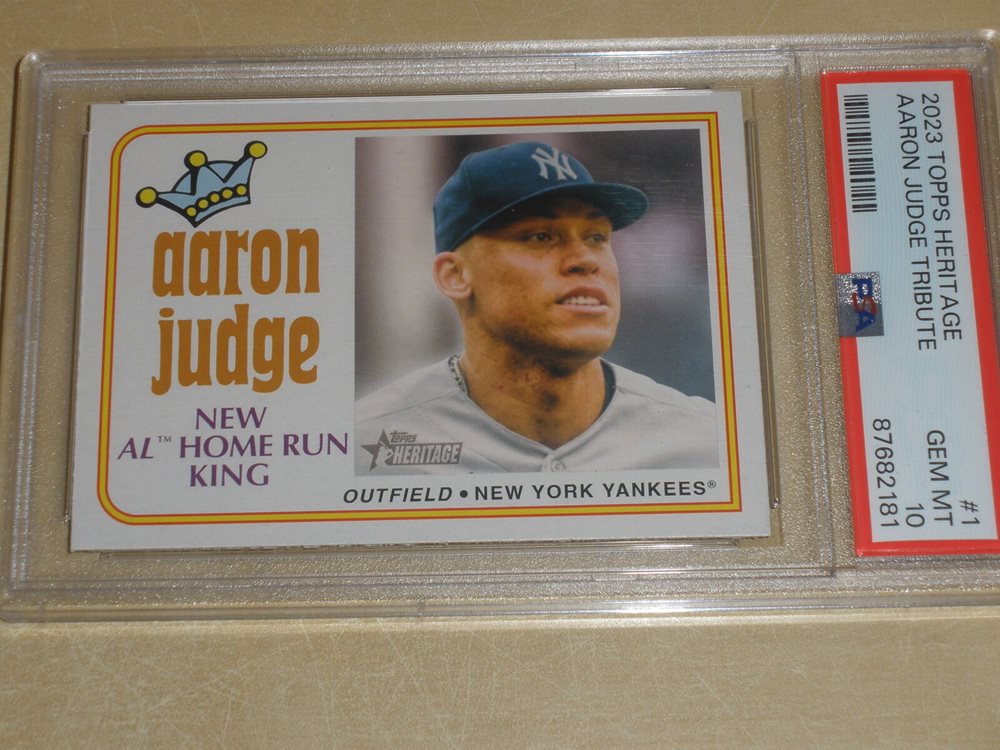 aaron
judge
NEW
AL™ HOME RUN
KING
NY
TOPPS
HERITAGE
OUTFIELD • NEW YORK YANKEES®
2023 TOPPS HERITAGE
AARON JUDGE TRIBUTE
PSA
#1
GEM MT
10
87682181